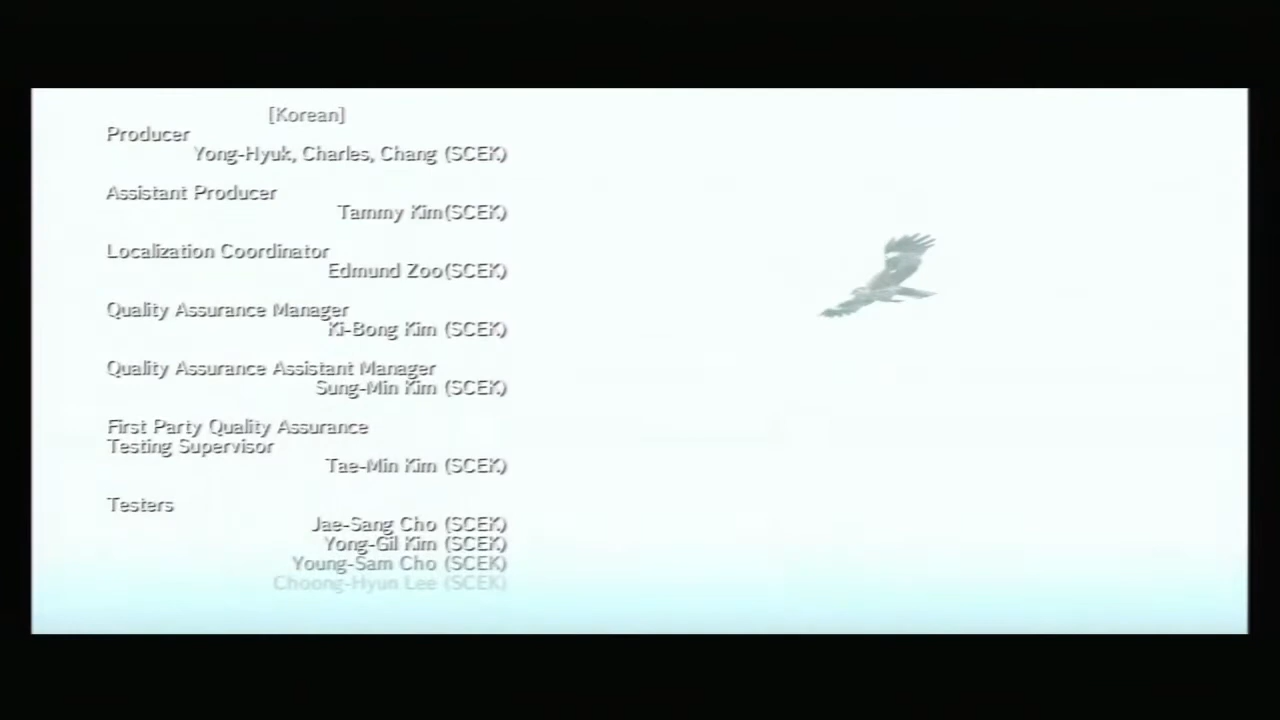 [Korean]
Producer
Yong-Hyuk, Charles, Chang (SCEK)
Assistant Producer
Tammy Kim(SCEK)
Localization Coordinator
Edmund Zoo(SCEK)
Quality Assurance Manager
Ki-Bong Kim (SCEK)
Quality Assurance Assistant Manager
Sung-Min Kim (SCEK)
First Party Quality Assurance
Testing Supervisor
Tae-Min Kim (SCEK)
Testers
Jae-Sang Cho (SCEK)
Yong-Gil Kim (SCEK)
Young-Sam Cho (SCEK)
Choong-Hyun Lee (SCEK)